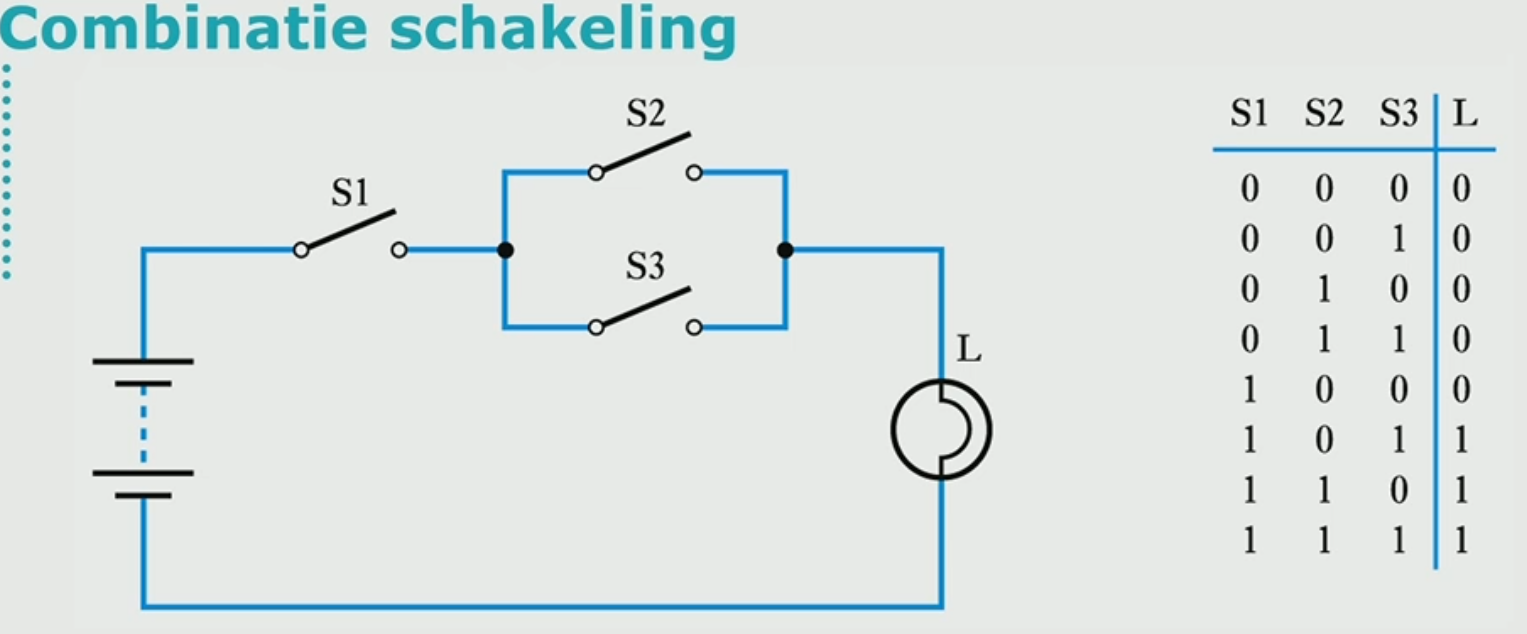 Combinatie schakeling
S2
S1
S3
L
S1 S2 S3 L
0 0 0 0
0 0 1 0
0 1 0 0
0 1 1 0
1 0 0 0
1 0 1 1
1 1 0 1
1 1 1 1